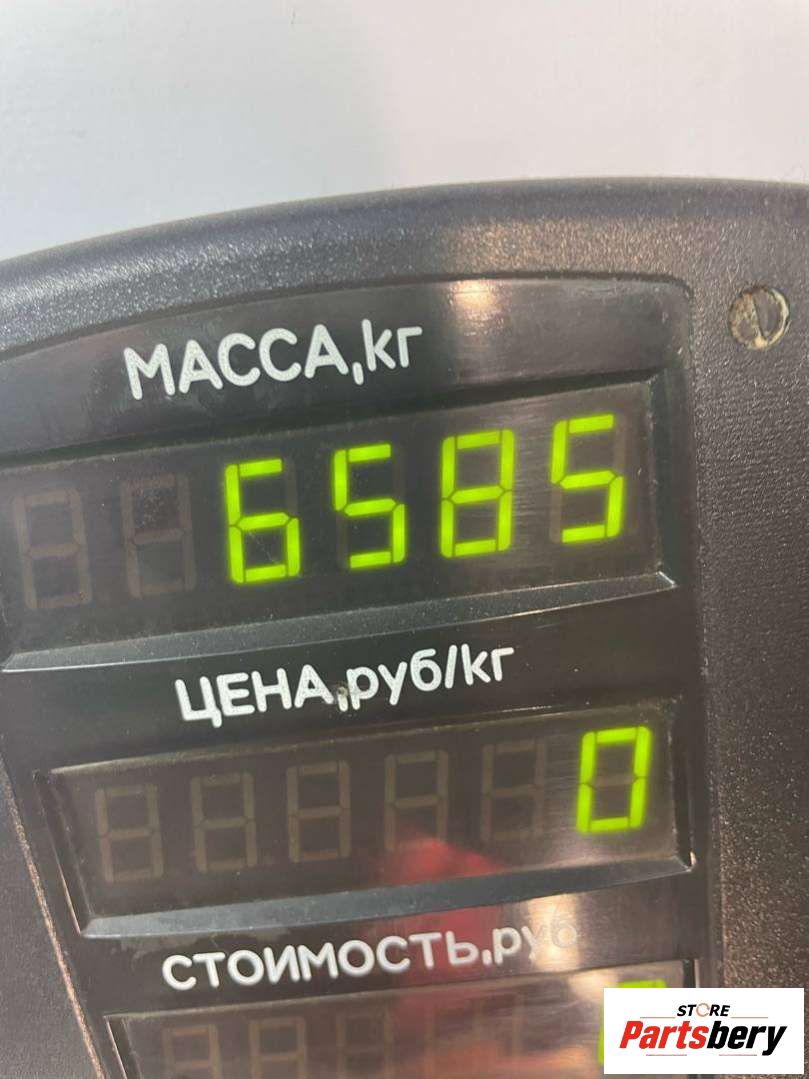 МАССА,кг
6585
ЦЕНА,руб/кг
0
СТОИМОСТЬ,руб
STORE
Partsbery